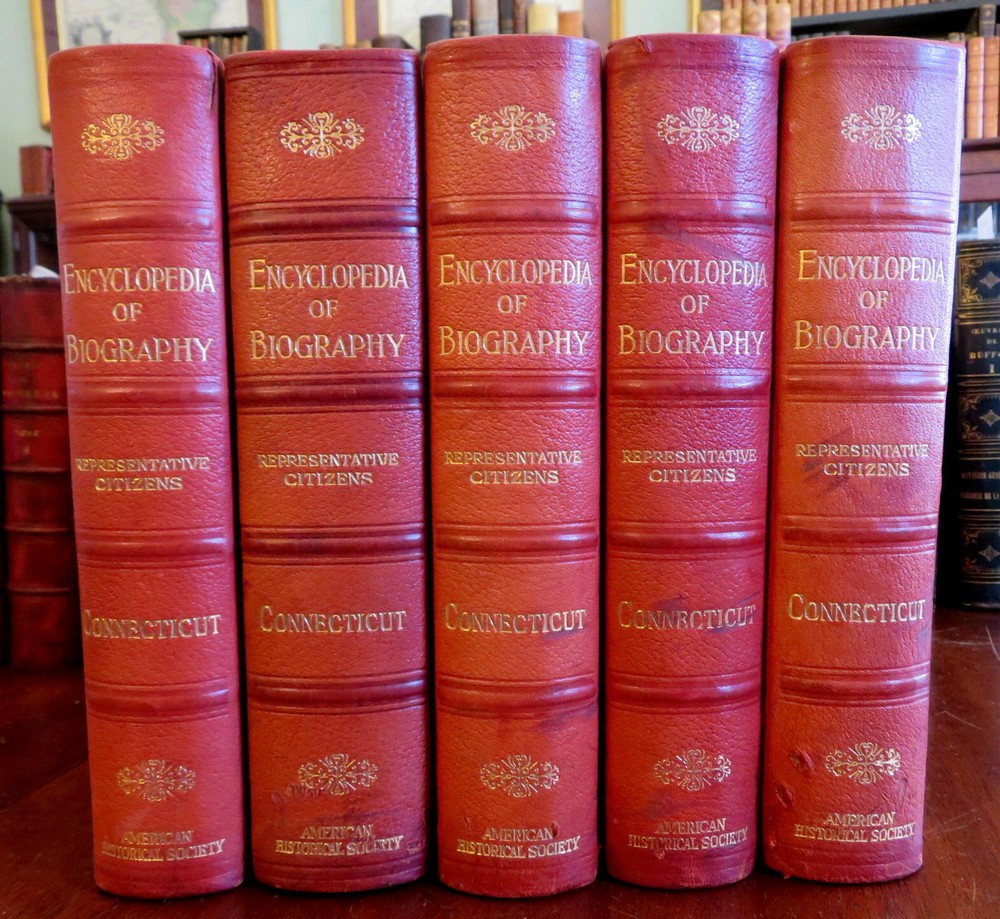 ENCYCLOPEDIA
OF
BIOGRAPHY
REPRESENTATIVE
CITIZENS
CONNECTICUT
AMERICAN
HISTORICAL SOCIETY
ENCYCLOPEDIA
OF
BIOGRAPHY
REPRESENTATIVE
CITIZENS
CONNECTICUT
AMERICAN
HISTORICAL SOCIETY
ENCYCLOPEDIA
OF
BIOGRAPHY
REPRESENTATIVE
CITIZENS
CONNECTICUT
AMERICAN
HISTORICAL SOCIETY
ENCYCLOPEDIA
OF
BIOGRAPHY
REPRESENTATIVE
CITIZENS
CONNECTICUT
AMERICAN
HISTORICAL SOCIETY
ENCYCLOPEDIA
OF
BIOGRAPHY
REPRESENTATIVE
CITIZENS
CONNECTICUT
AMERICAN
HISTORICAL SOCIETY
DE
I